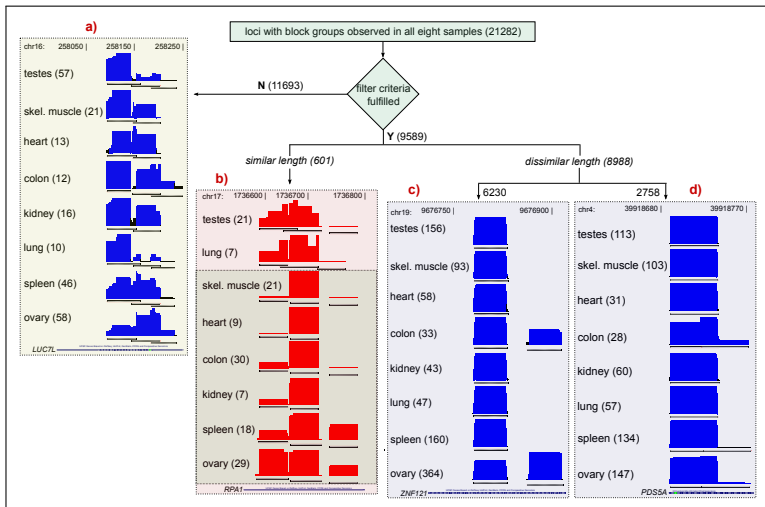 loci with block groups observed in all eight samples (21282)
filter criteria
fulfilled
N (11693)
Y (9589)
similar length (601)
dissimilar length (8988)
6230
2758
a)
chr16: 258050 | 258150 | 258250 |
testes (57)
skel. muscle (21)
heart (13)
colon (12)
kidney (16)
lung (10)
spleen (46)
ovary (58)
LUC7L
b)
chr17: 1736600 | 1736700 | 1736800 |
testes (21)
lung (7)
skel. muscle (21)
heart (9)
colon (30)
kidney (7)
spleen (18)
ovary (29)
RPA1
c)
chr19: 9676750 | 9676900 |
testes (156)
skel. muscle (93)
heart (58)
colon (33)
kidney (43)
lung (47)
spleen (160)
ovary (364)
ZNF121
d)
chr4: 39918680 | 39918770 |
testes (113)
skel. muscle (103)
heart (31)
colon (28)
kidney (60)
lung (57)
spleen (134)
ovary (147)
PDS5A